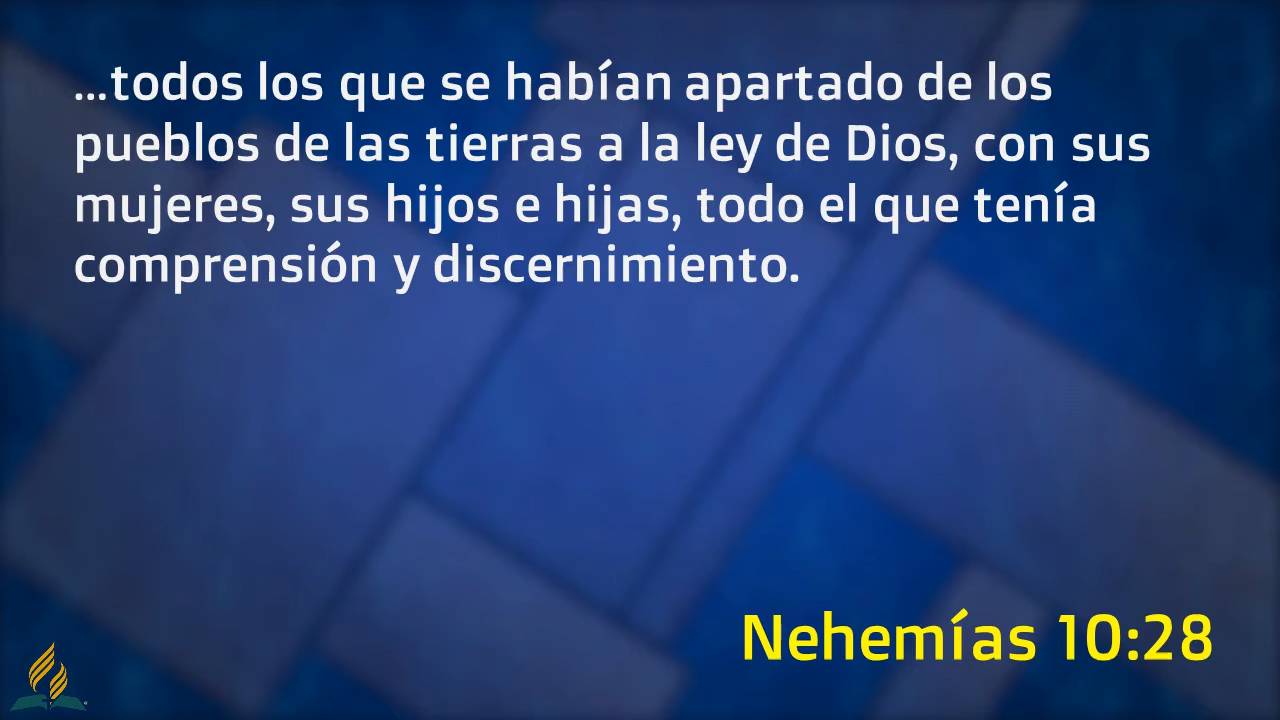 ...todos los que se habían apartado de los
pueblos de las tierras a la ley de Dios, con sus
mujeres, sus hijos e hijas, todo el que tenía
comprensión y discernimiento.
Nehemías 10:28